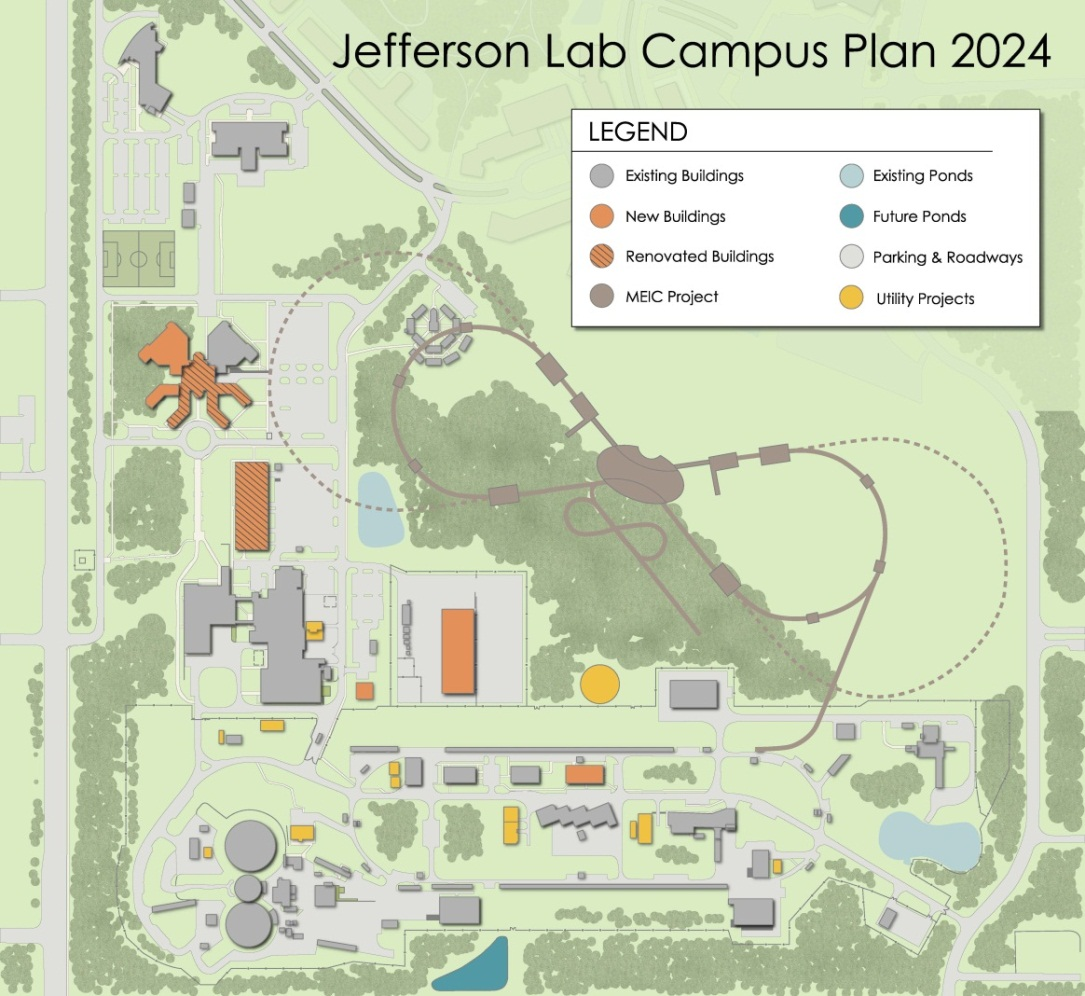 Jefferson Lab Campus Plan 2024
LEGEND
Existing Buildings
New Buildings
Renovated Buildings
MEIC Project
Existing Ponds
Future Ponds
Parking & Roadways
Utility Projects